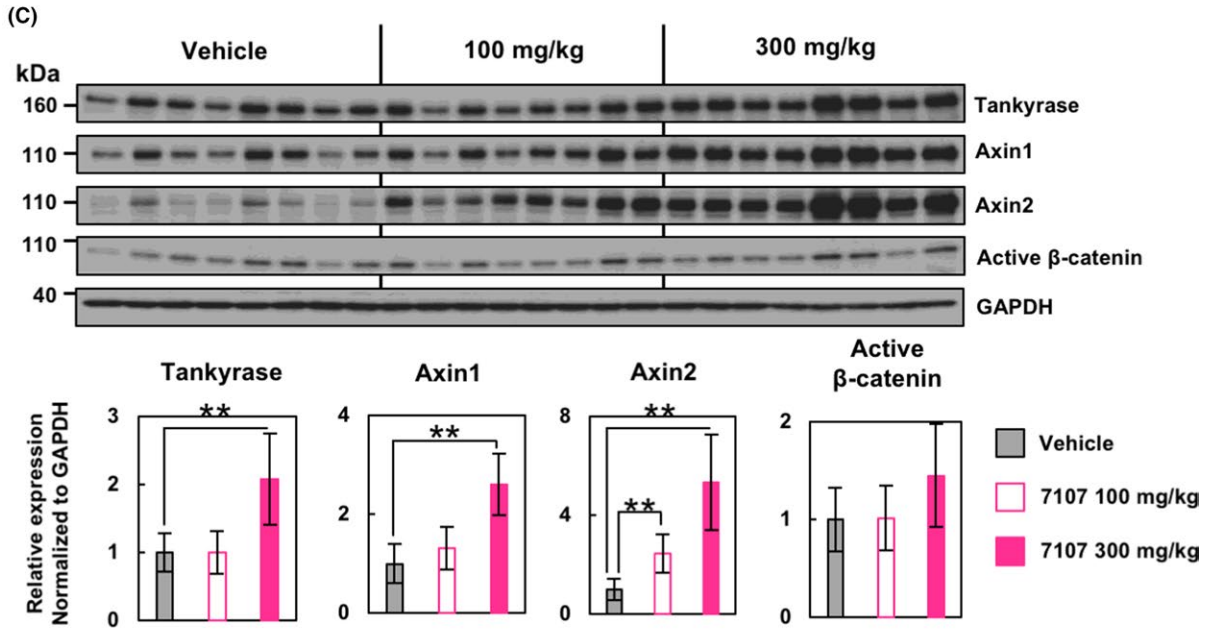 (C)
Vehicle
100 mg/kg
300 mg/kg
kDa
160
Tankyrase
110
Axin1
110
Axin2
110
Active β-catenin
40
GAPDH
Relative expression
Normalized to GAPDH
Tankyrase
3
2
1
0
**
Axin1
4
2
0
**
Axin2
8
4
0
**
**
Active
β-catenin
2
1
0
Vehicle
7107 100 mg/kg
7107 300 mg/kg